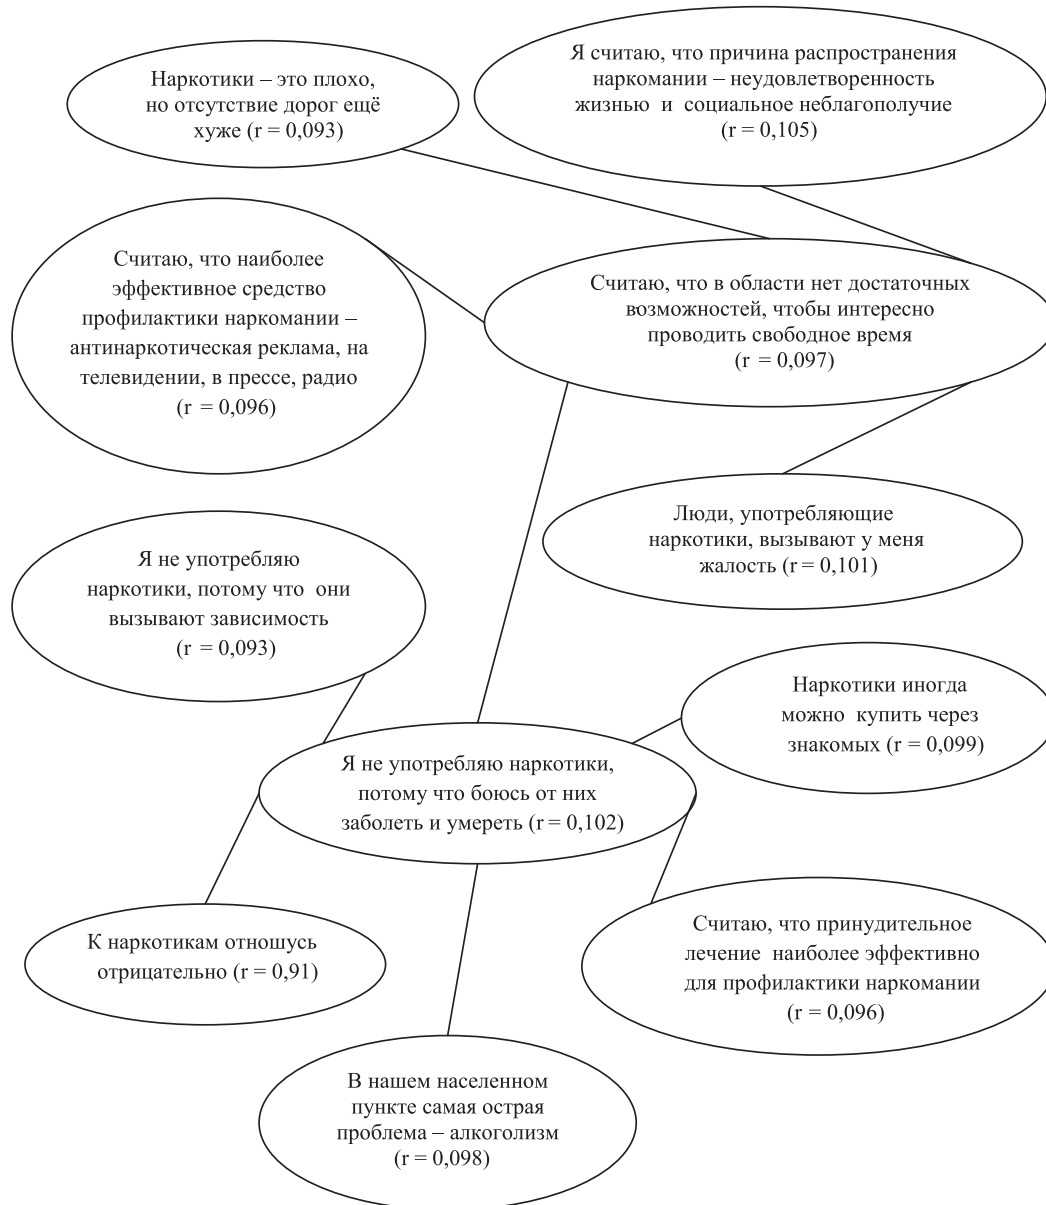 Наркотики – это плохо,
но отсутствие дорог ещё
хуже (r = 0,093)
Я считаю, что причина распространения
наркомании – неудовлетворенность
жизнью и социальное неблагополучие
(r = 0,105)
Считаю, что наиболее
эффективное средство
профилактики наркомании –
антинаркотическая реклама, на
телевидении, в прессе, радио
(r = 0,096)
Считаю, что в области нет достаточных
возможностей, чтобы интересно
проводить свободное время
(r = 0,097)
Люди, употребляющие
наркотики, вызывают у меня
жалость (r = 0,101)
Я не употребляю
наркотики, потому что они
вызывают зависимость
(r = 0,093)
Наркотики иногда
можно купить через
знакомых (r = 0,099)
Я не употребляю наркотики,
потому что боюсь от них
заболеть и умереть (r = 0,102)
К наркотикам отношусь
отрицательно (r = 0,91)
Считаю, что принудительное
лечение наиболее эффективно
для профилактики наркомании
(r = 0,096)
В нашем населенном
пункте самая острая
проблема – алкоголизм
(r = 0,098)